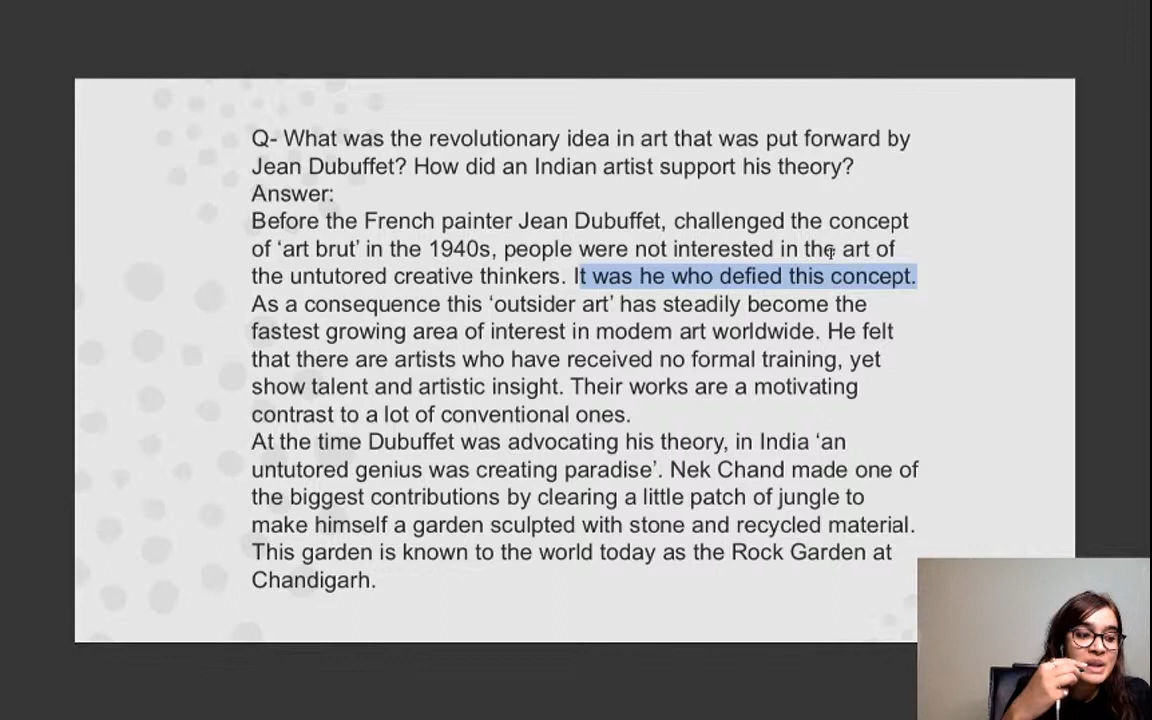 Q- What was the revolutionary idea in art that was put forward by
Jean Dubuffet? How did an Indian artist support his theory?
Answer:
Before the French painter Jean Dubuffet, challenged the concept
of ‘art brut’ in the 1940s, people were not interested in the art of
the untutored creative thinkers. It was he who defied this concept.
As a consequence this ‘outsider art’ has steadily become the
fastest growing area of interest in modem art worldwide. He felt
that there are artists who have received no formal training, yet
show talent and artistic insight. Their works are a motivating
contrast to a lot of conventional ones.
At the time Dubuffet was advocating his theory, in India ‘an
untutored genius was creating paradise’. Nek Chand made one of
the biggest contributions by clearing a little patch of jungle to
make himself a garden sculpted with stone and recycled material.
This garden is known to the world today as the Rock Garden at
Chandigarh.